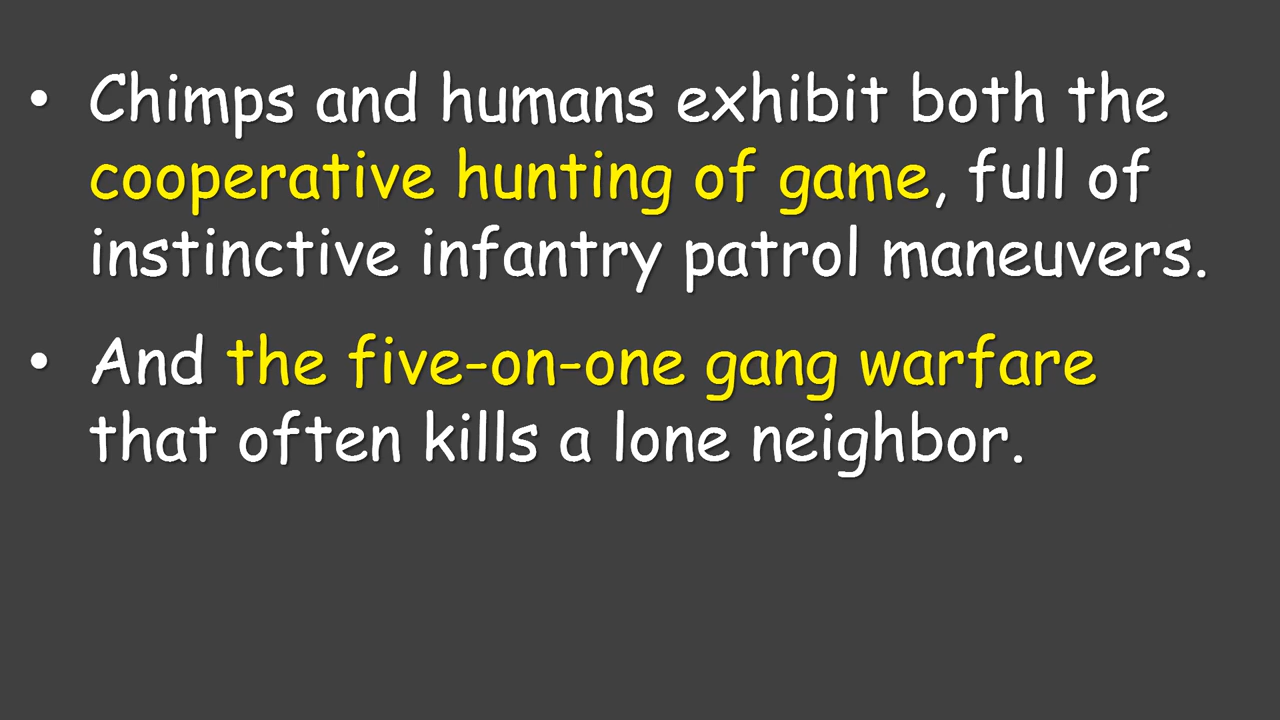 • Chimps and humans exhibit both the
cooperative hunting of game, full of
instinctive infantry patrol maneuvers.
• And the five-on-one gang warfare
that often kills a lone neighbor.